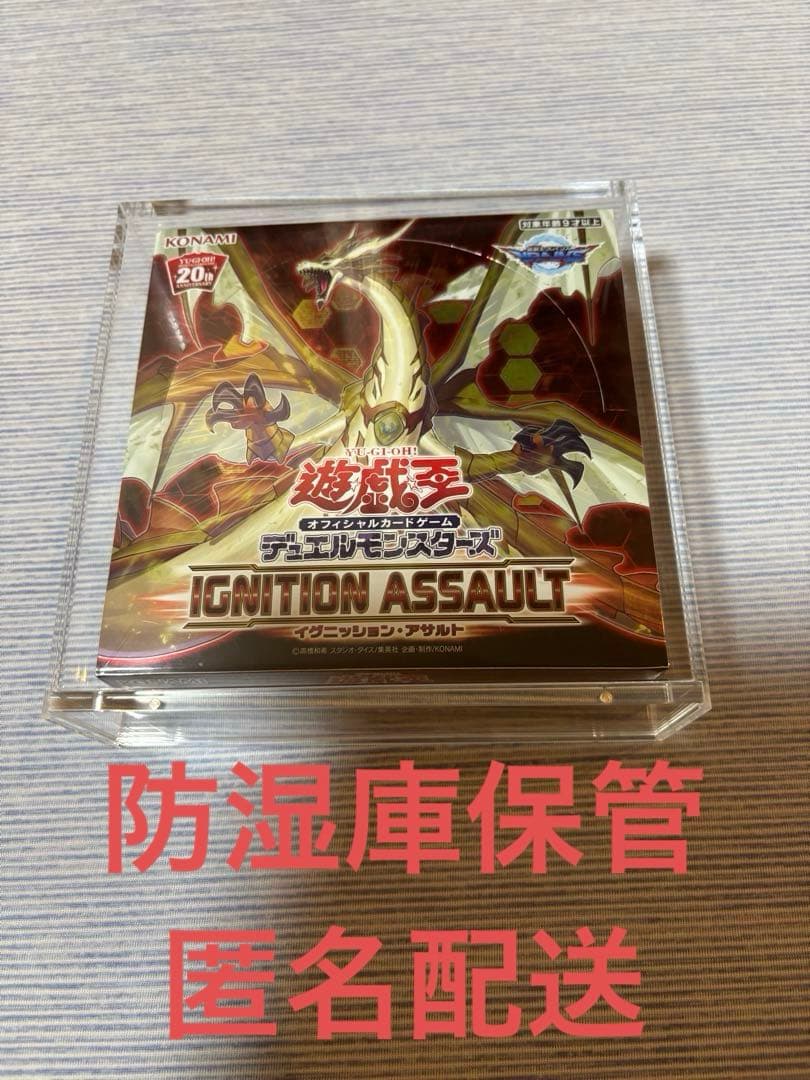 KONAMI
対象年齢9才以上
YU-GI-OH!
20th
ANNIVERSARY
VRAINS
YU-GI-OH!
遊戯王
オフィシャルカードゲーム
デュエルモンスターズ
IGNITION ASSAULT
イグニッション・アサルト
©高橋和希 スタジオ・ダイス/集英社 企画・制作/KONAMI
防湿庫保管
匿名配送